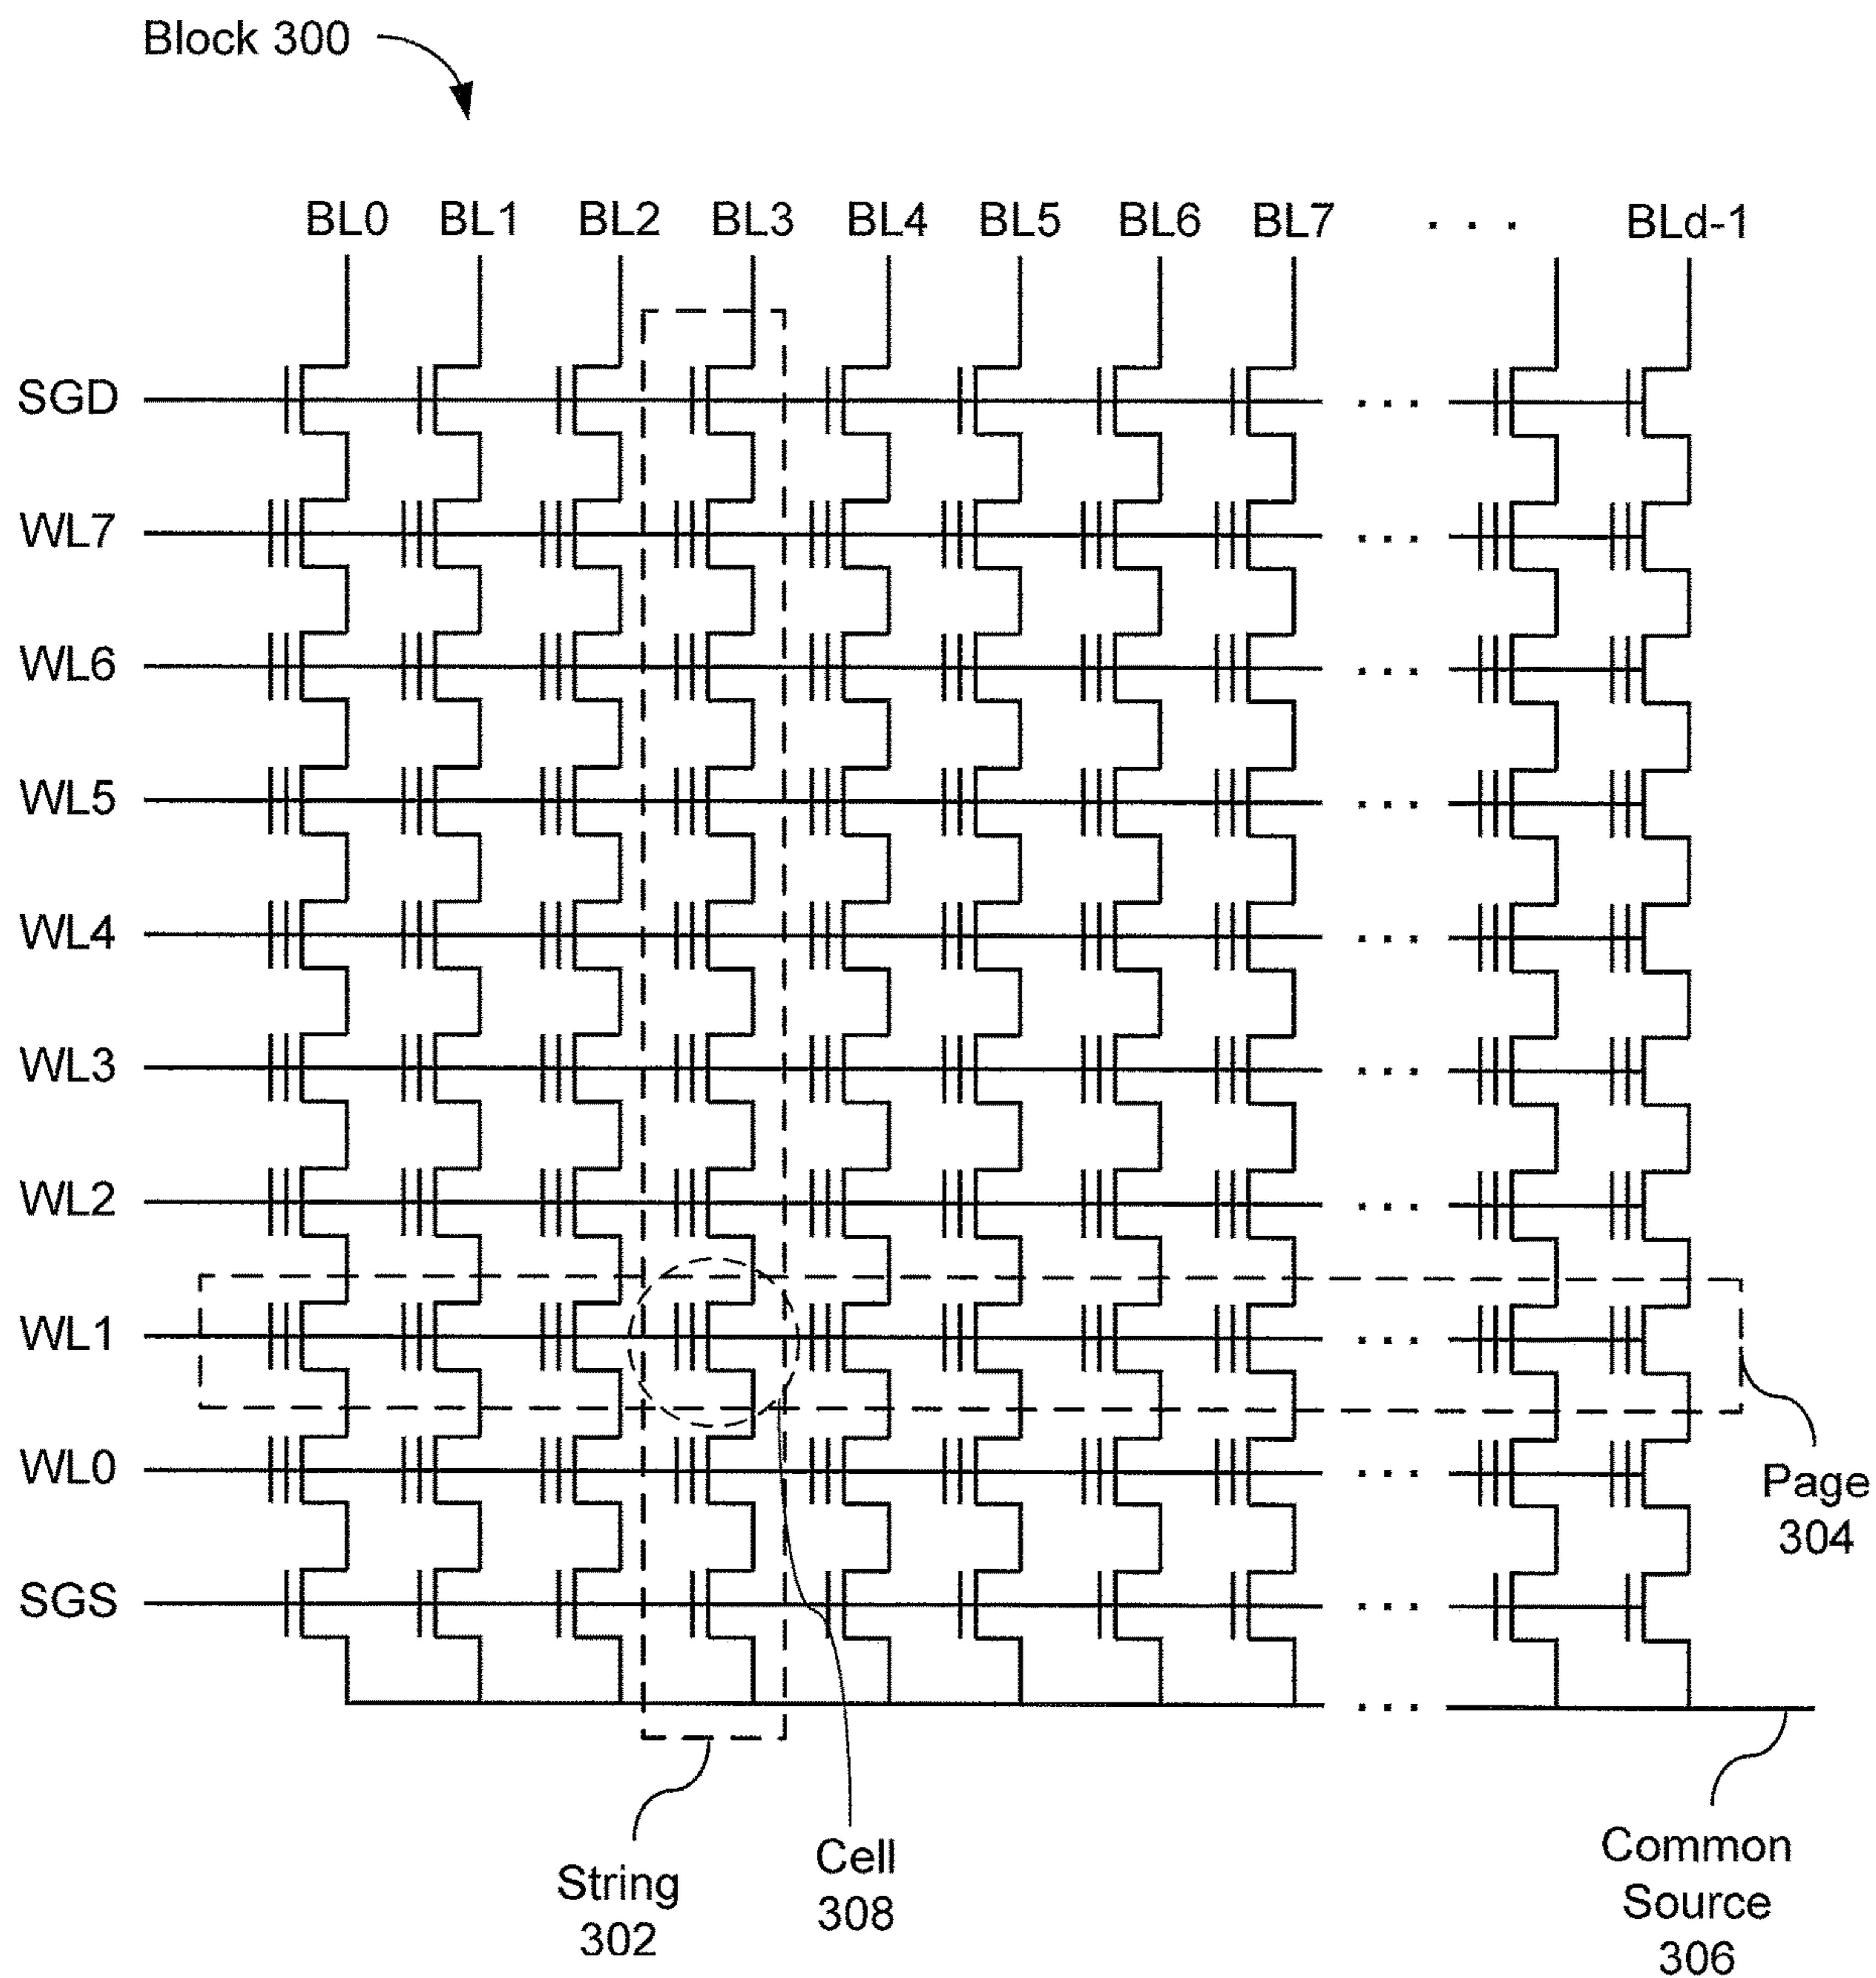 Block 300
BL0 BL1 BL2 BL3 BL4 BL5 BL6 BL7 . . . BLd-1
SGD ...
WL7 ...
WL6 ...
WL5 ...
WL4 ...
WL3 ...
WL2 ...
WL1 ...
WL0 ...
Page
304
SGS ...
...
String
302
Cell
308
Common
Source
306